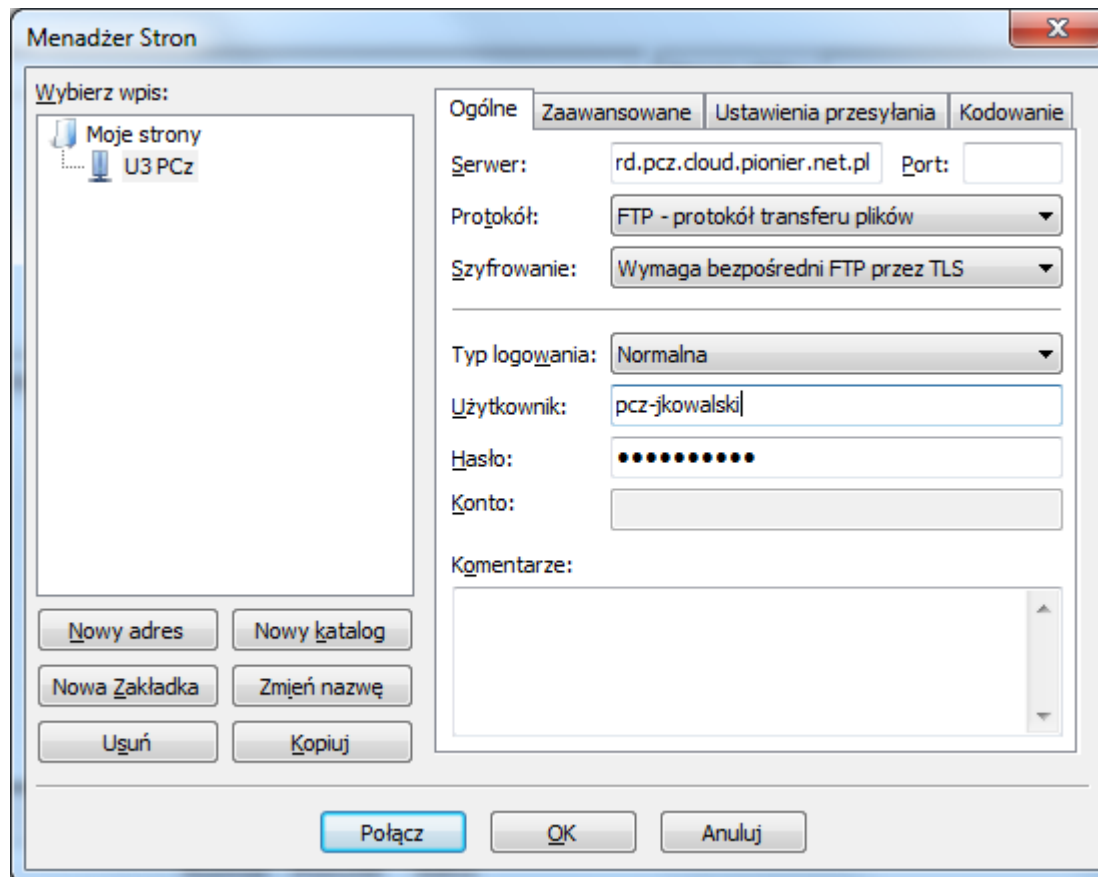 Menadżer Stron
Wybierz wpis:
Moje strony
U3 PCz
Nowy adres Nowy katalog
Nowa Zakładka Zmień nazwę
Usuń Kopiuj
Ogólne Zaawansowane Ustawienia przesyłania Kodowanie
Serwer: rd.pcz.cloud.pionier.net.pl Port:
Protokół: FTP - protokół transferu plików
Szyfrowanie: Wymaga bezpośredni FTP przez TLS
Typ logowania: Normalna
Użytkownik: pcz-jkowalski
Hasło: ●●●●●●●●●●
Konto:
Komentarze:
Połącz OK Anuluj